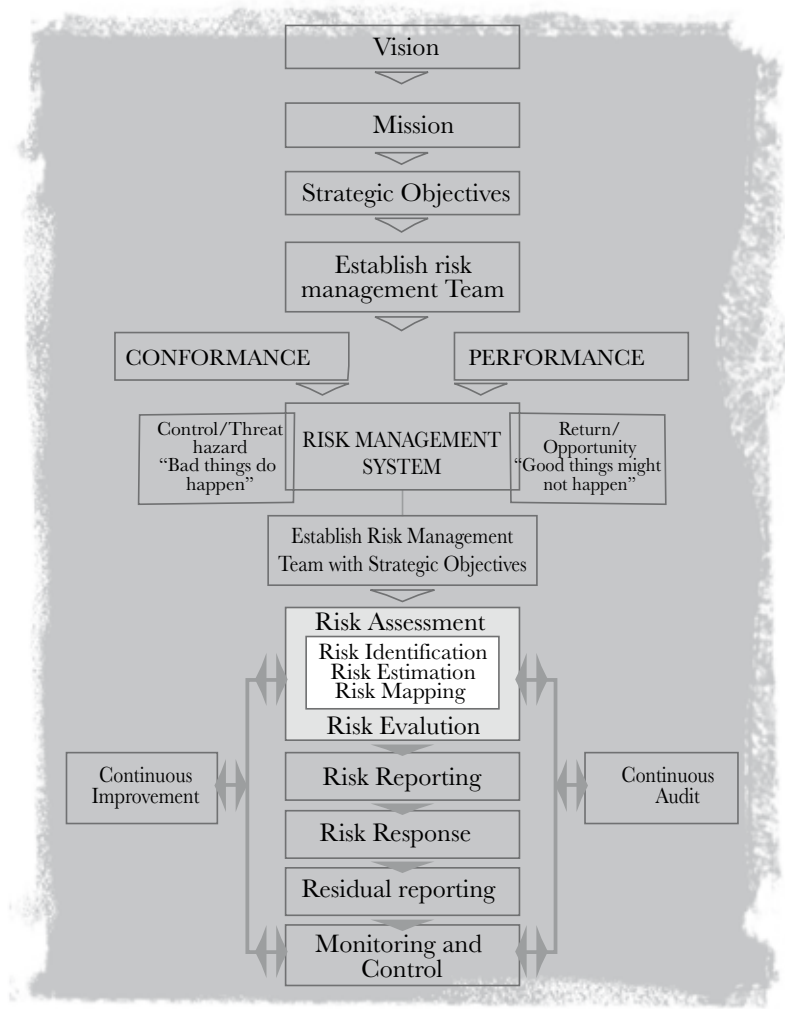 Vision
Mission
Strategic Objectives
Establish risk
management Team
CONFORMANCE
PERFORMANCE
Control/Threat
hazard
“Bad things do
happen”
RISK MANAGEMENT
SYSTEM
Return/
Opportunity
“Good things might
not happen”
Establish Risk Management
Team with Strategic Objectives
Risk Assessment
Risk Identification
Risk Estimation
Risk Mapping
Risk Evalution
Continuous
Improvement
Risk Reporting
Continuous
Audit
Risk Response
Residual reporting
Monitoring and
Control